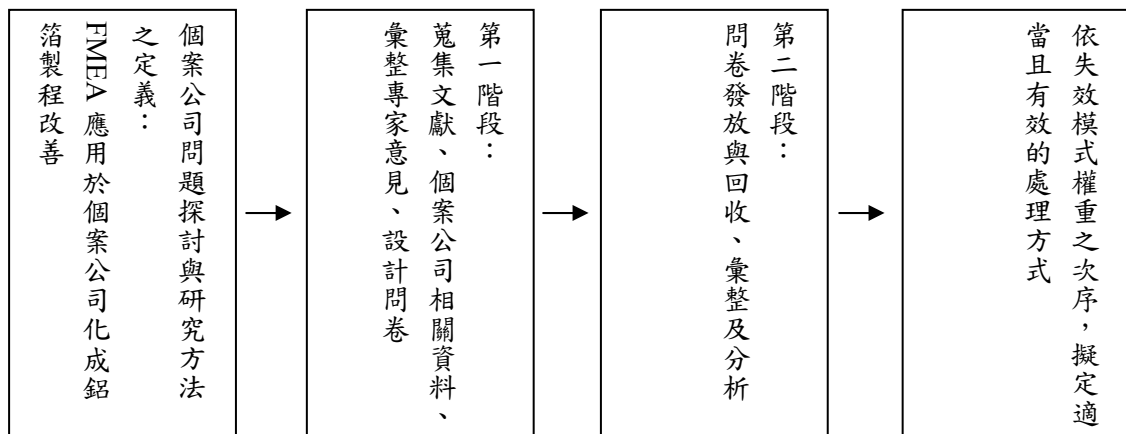 個案公司問題探討與研究方法
之定義：
FMEA 應用於個案公司化成鋁
箔製程改善
第一階段：
蒐集文獻、個案公司相關資料、
彙整專家意見、設計問卷
第二階段：
問卷發放與回收、彙整及分析
依失效模式權重之次序，擬定適
當且有效的處理方式